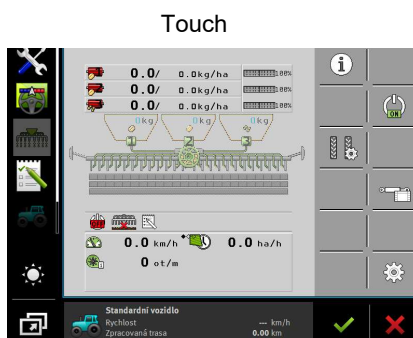 Touch
0.0/ 0.0kg/ha 100%
0.0/ 0.0kg/ha 100%
0.0/ 0.0kg/ha 100%
0kg 0kg 0kg
1 2 3
ON
0.0 km/h 0.0 ha/h
0 ot/m
Standardní vozidlo
Rychlost --- km/h
Zpracovaná trasa 0.00 km